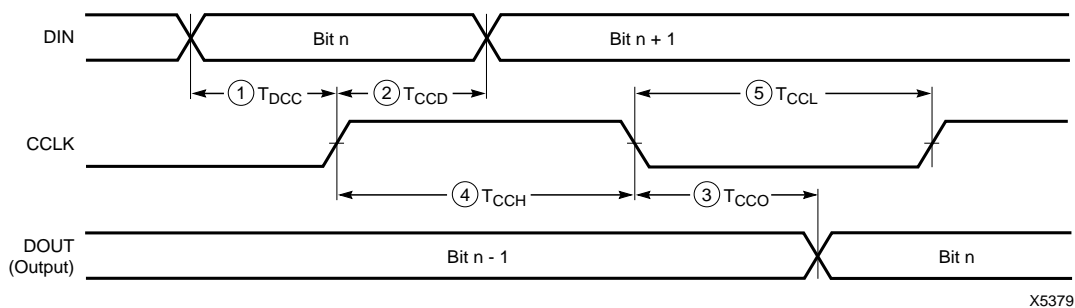 DIN
Bit n
Bit n + 1
1 TDCC
2 TCCD
5 TCCL
CCLK
4 TCCH
3 TCCO
DOUT
(Output)
Bit n - 1
Bit n
X5379